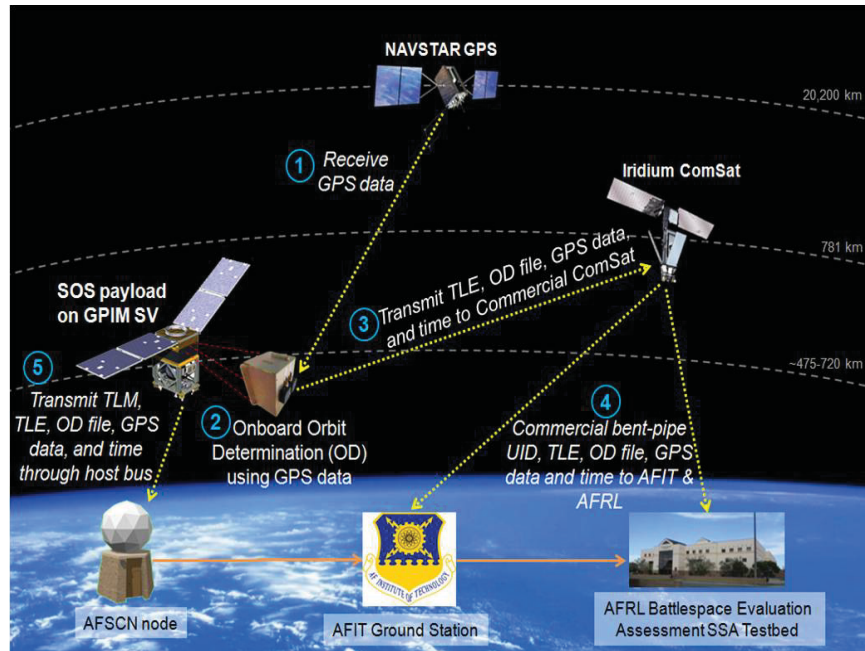 NAVSTAR GPS
20,200 km
1
Receive
GPS data
Iridium ComSat
781 km
3
Transmit TLE, OD file, GPS data,
and time to Commercial ComSat
SOS payload
on GPIM SV
~475-720 km
5
Transmit TLM,
TLE, OD file, GPS
data, and time
through host bus
2
Onboard Orbit
Determination (OD)
using GPS data
4
Commercial bent-pipe
UID, TLE, OD file, GPS
data and time to AFIT &
AFRL
AF INSTITUTE OF TECHNOLOGY
AFSCN node
AFIT Ground Station
AFRL Battlespace Evaluation
Assessment SSA Testbed